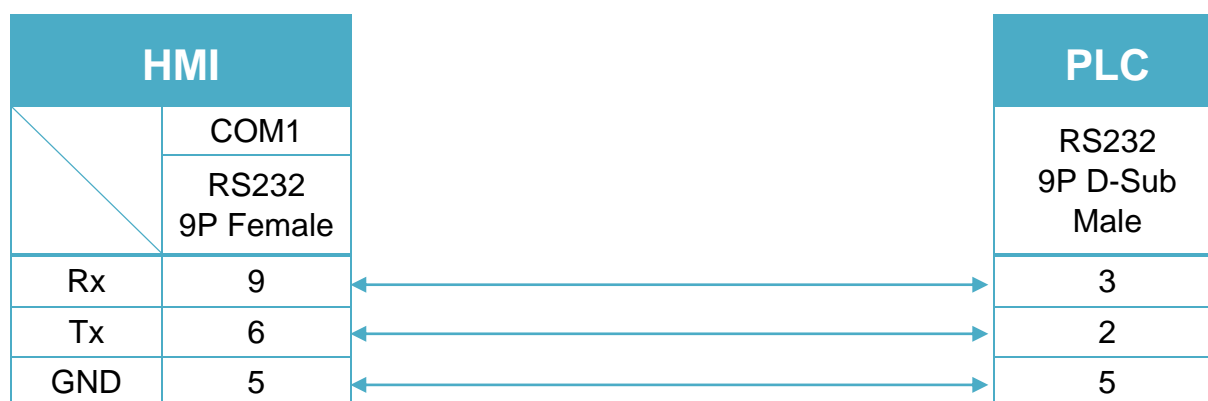 HMI
PLC
COM1
RS232
9P Female
RS232
9P D-Sub
Male
Rx 9 3
Tx 6 2
GND 5 5